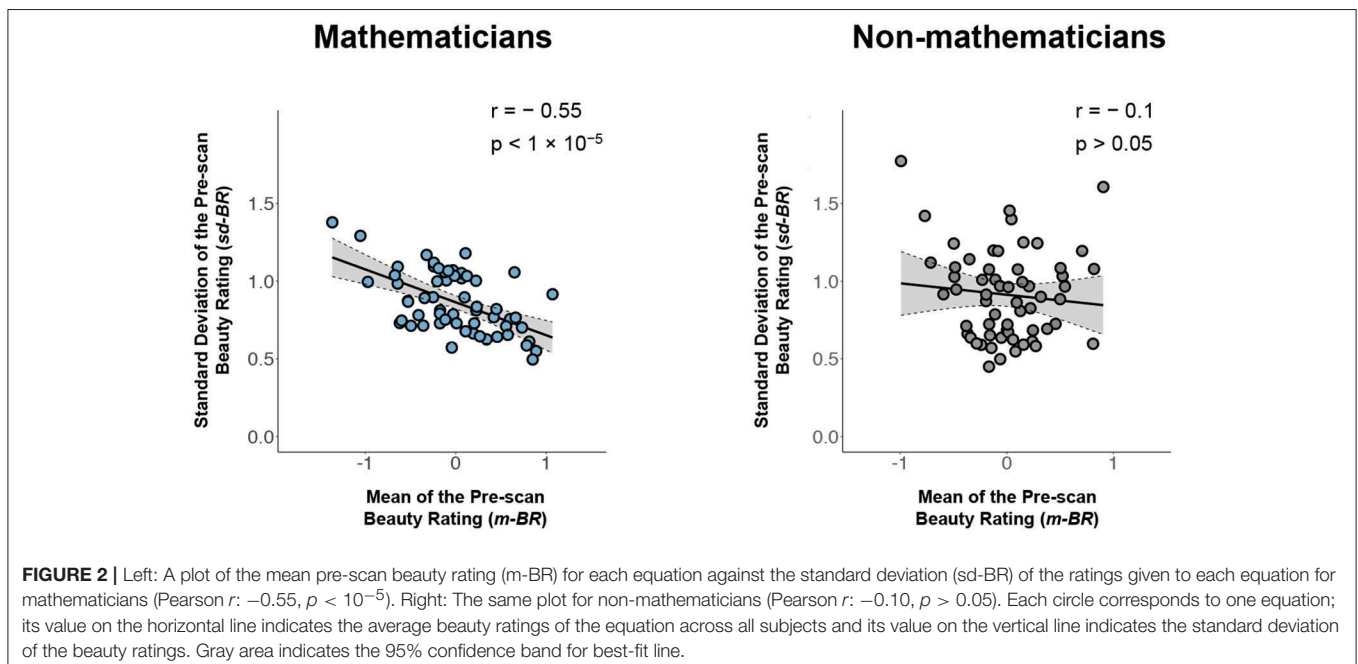 Mathematicians
r = − 0.55
p < 1 × 10⁻⁵
Standard Deviation of the Pre-scan
Beauty Rating (sd-BR)
1.5
1.0
0.5
0.0
-1
0
1
Mean of the Pre-scan
Beauty Rating (m-BR)
Non-mathematicians
r = − 0.1
p > 0.05
Standard Deviation of the Pre-scan
Beauty Rating (sd-BR)
1.5
1.0
0.5
0.0
-1
0
1
Mean of the Pre-scan
Beauty Rating (m-BR)
FIGURE 2 | Left: A plot of the mean pre-scan beauty rating (m-BR) for each equation against the standard deviation (sd-BR) of the ratings given to each equation for
mathematicians (Pearson r: −0.55, p < 10⁻⁵). Right: The same plot for non-mathematicians (Pearson r: −0.10, p > 0.05). Each circle corresponds to one equation;
its value on the horizontal line indicates the average beauty ratings of the equation across all subjects and its value on the vertical line indicates the standard deviation
of the beauty ratings. Gray area indicates the 95% confidence band for best-fit line.